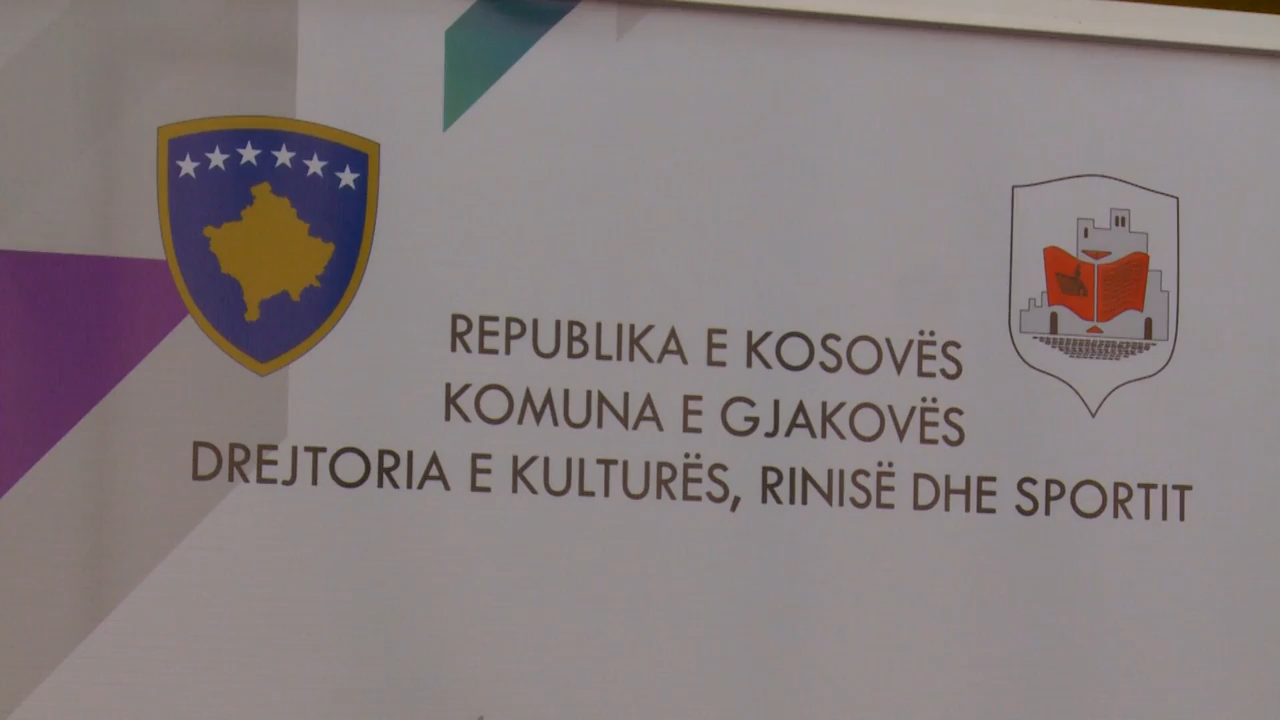 REPUBLIKA E KOSOVËS
KOMUNA E GJAKOVËS
DREJTORIA E KULTURËS, RINISË DHE SPORTIT